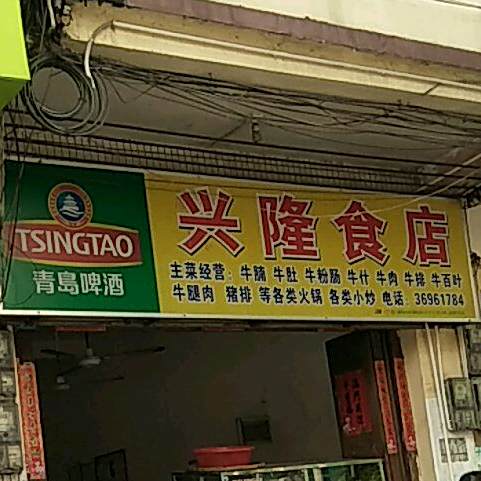 兴隆食店
TSINGTAO
青島啤酒
主菜经营：牛腩 牛肚 牛粉肠 牛什 牛肉 牛排 牛百叶
牛腿肉 猪排 等各类火锅 各类小炒 电话：36961784